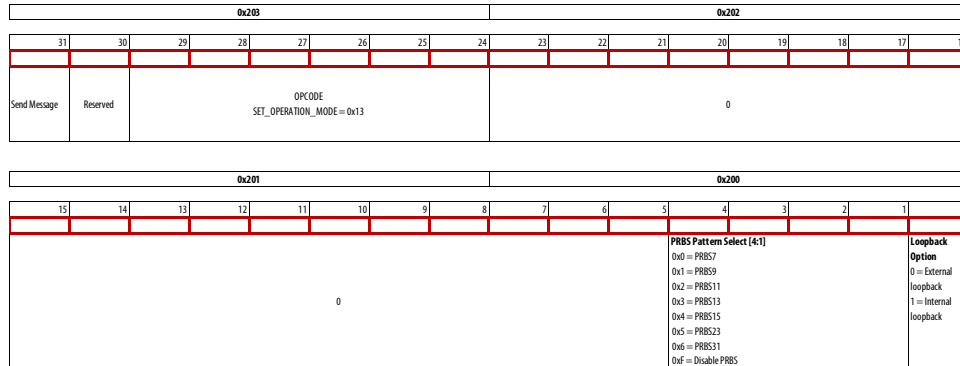 0x203 0x202
31 30 29 28 27 26 25 24 23 22 21 20 19 18 17
Send Message Reserved OPCODE
SET_OPERATION_MODE = 0x13
0
0x201 0x200
15 14 13 12 11 10 9 8 7 6 5 4 3 2 1
0
PRBS Pattern Select [4:1]
0x0 = PRBS7
0x1 = PRBS9
0x2 = PRBS11
0x3 = PRBS13
0x4 = PRBS15
0x5 = PRBS23
0x6 = PRBS31
0xF = Disable PRBS
Loopback
Option
0 = External
loopback
1 = Internal
loopback